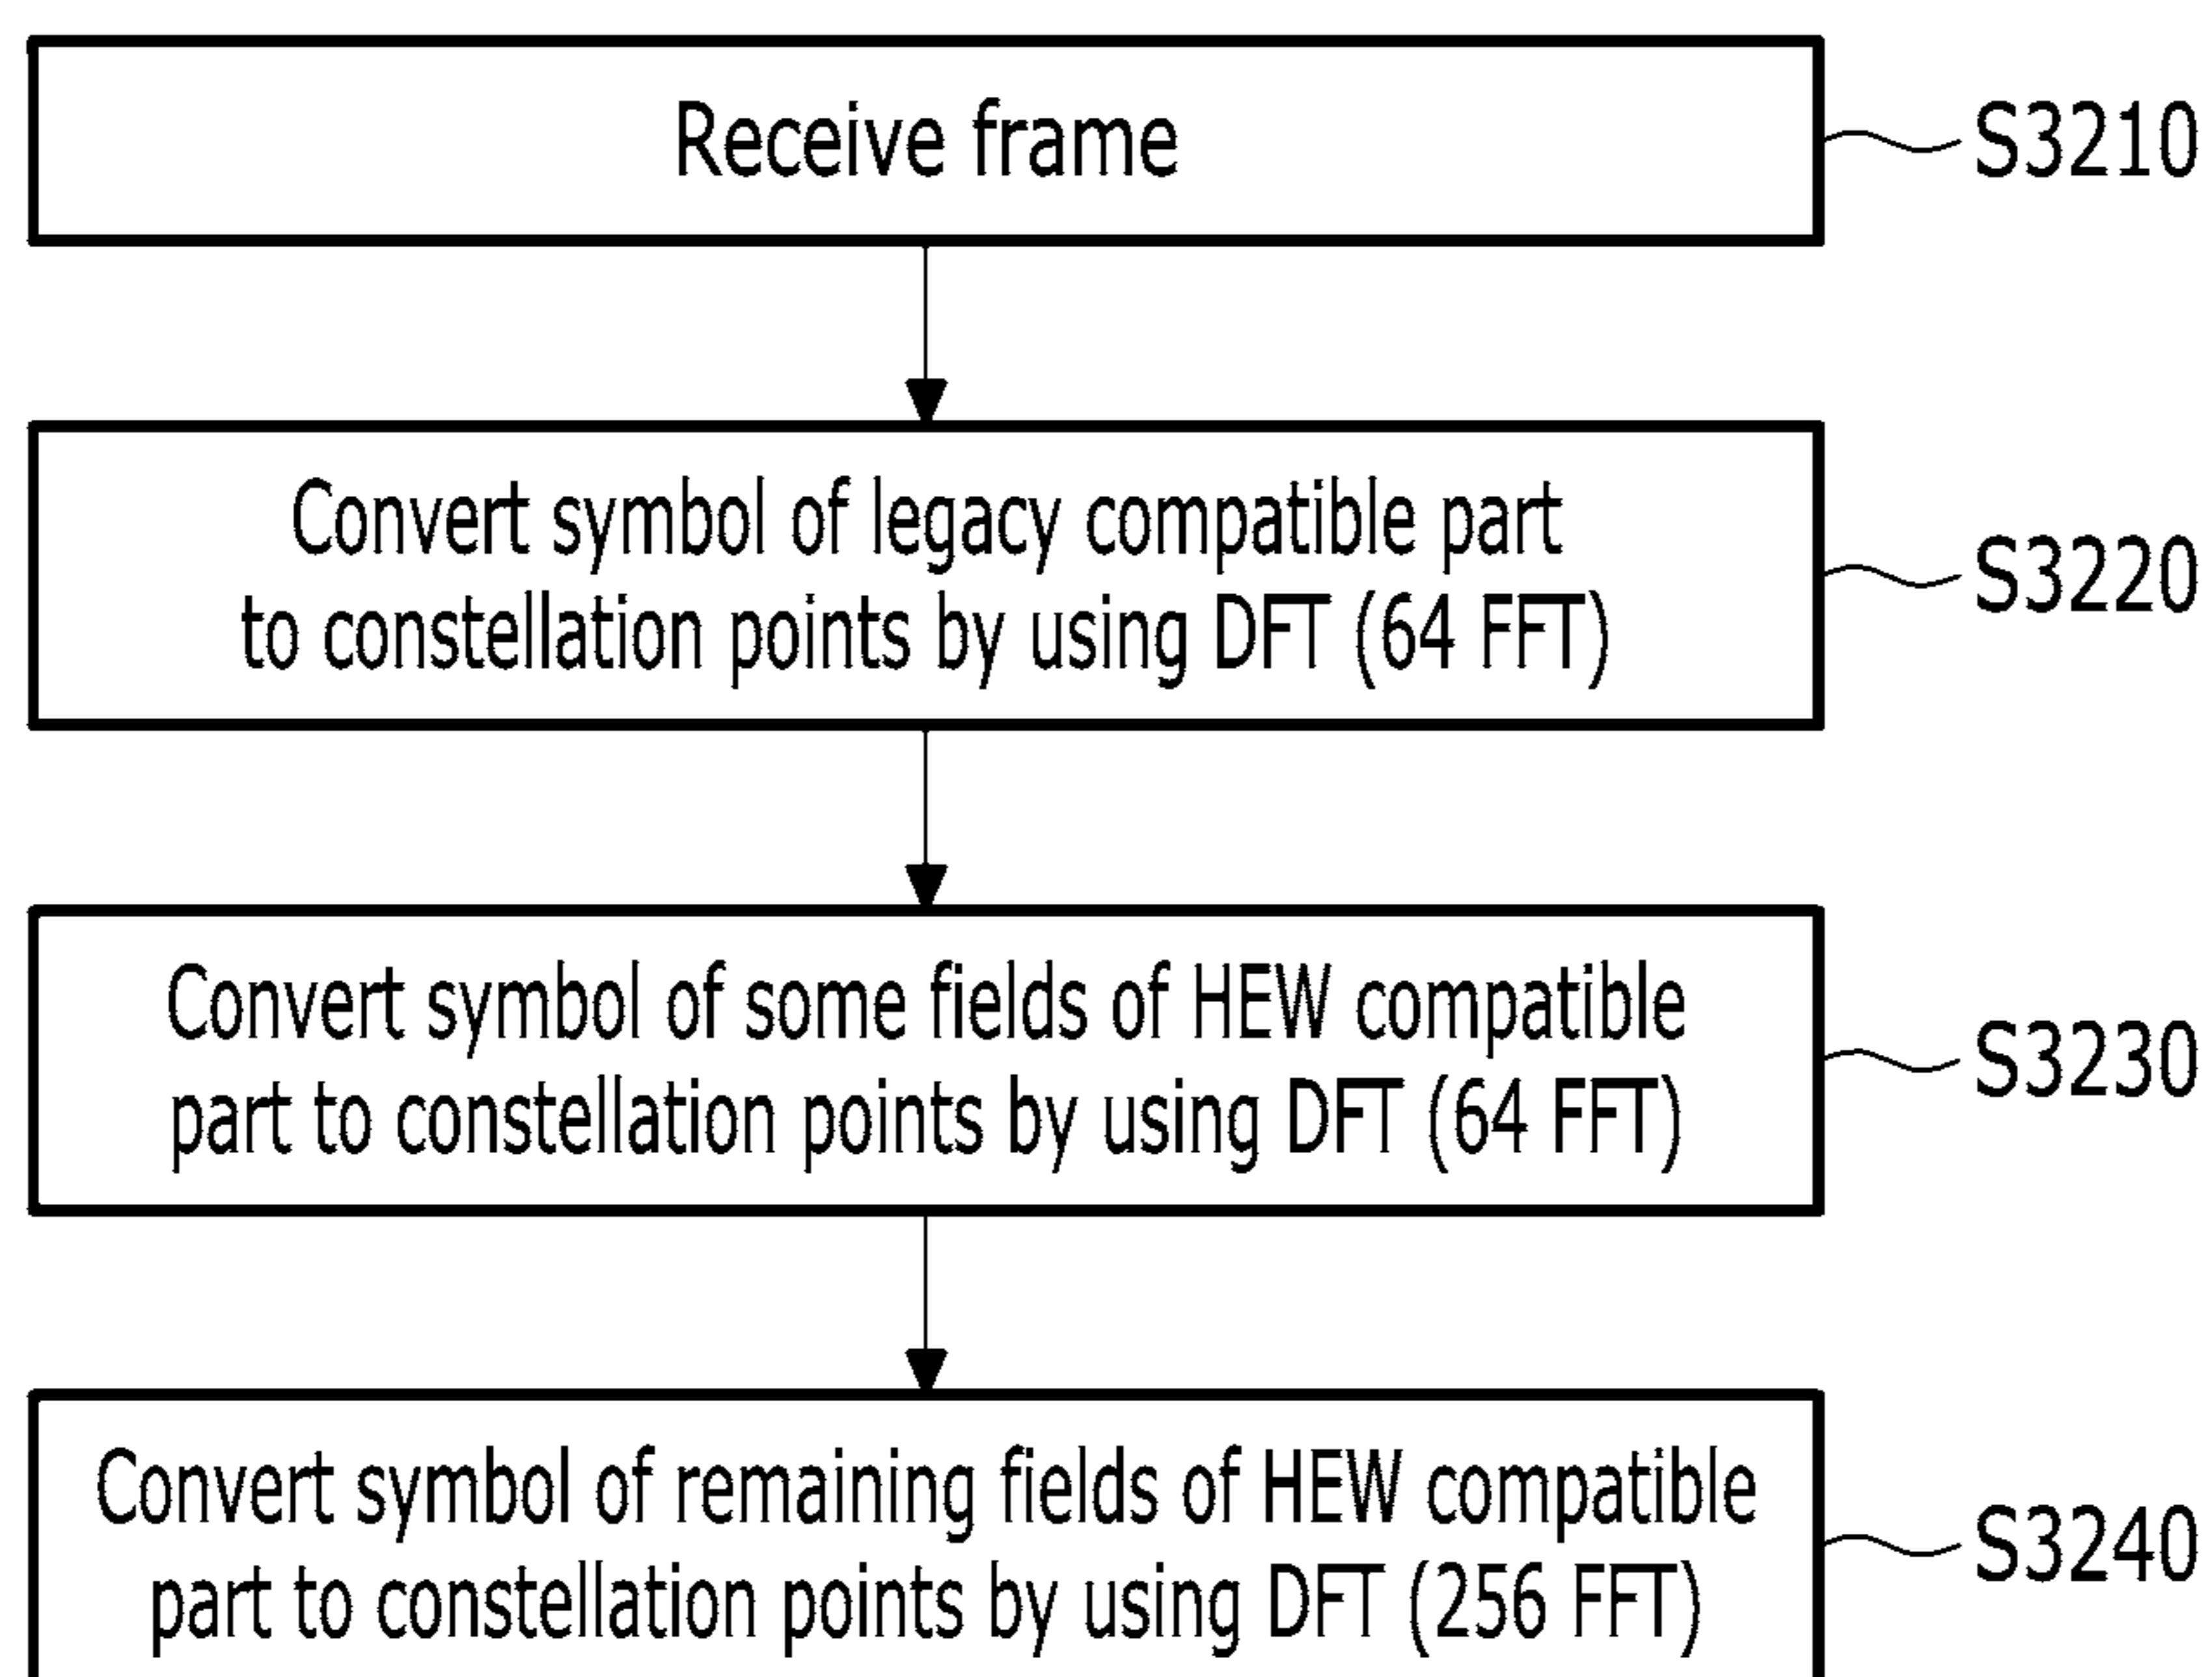 Receive frame
S3210
Convert symbol of legacy compatible part
to constellation points by using DFT (64 FFT)
S3220
Convert symbol of some fields of HEW compatible
part to constellation points by using DFT (64 FFT)
S3230
Convert symbol of remaining fields of HEW compatible
part to constellation points by using DFT (256 FFT)
S3240